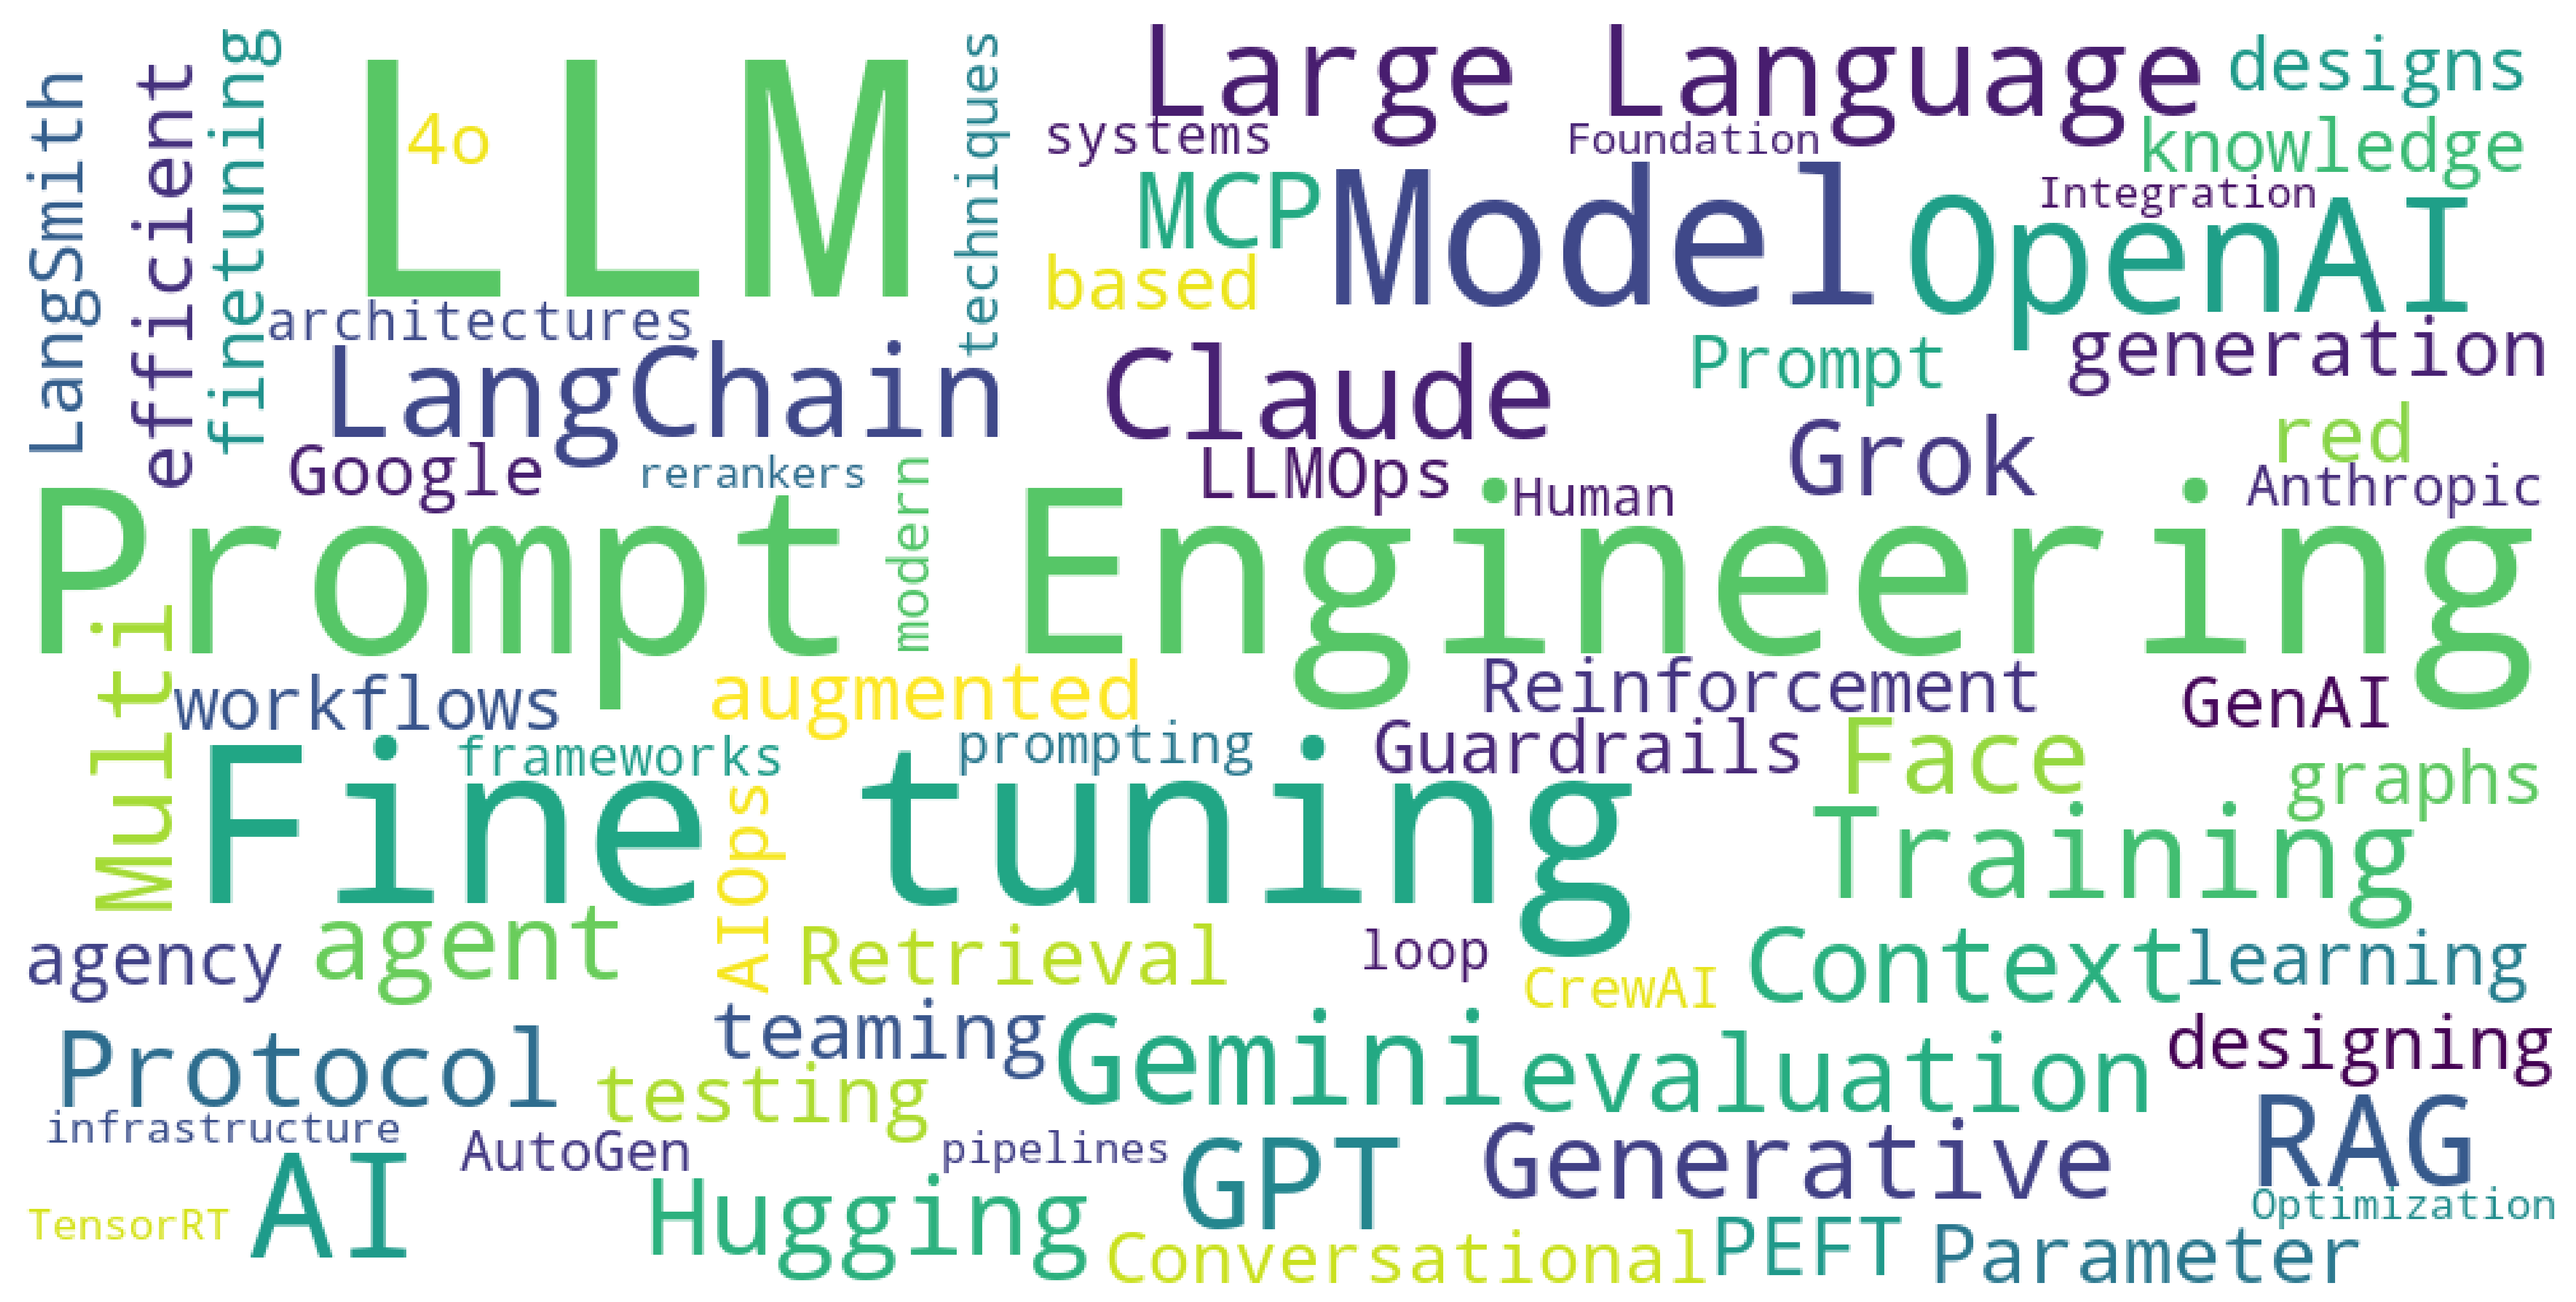 LangSmith
efficient
finetuning
LLM
4o
techniques
Large Language
designs
systems
Foundation
knowledge
MCP
Model
Integration
OpenAI
based
architectures
LangChain
Claude
Prompt
generation
Google
rerankers
LLMOps
Human
Grok
red
Anthropic
Prompt Engineering
modern
Multi
workflows
augmented
Reinforcement
GenAI
frameworks
prompting
Guardrails
Face
graphs
Fine tuning
AIOps
Training
agency
agent
Retrieval
loop
CrewAI
Context
learning
Protocol
teaming
Gemini
evaluation
designing
testing
infrastructure
AutoGen
pipelines
GPT
Generative
RAG
TensorRT
AI
Hugging
Conversational
PEFT
Parameter
Optimization